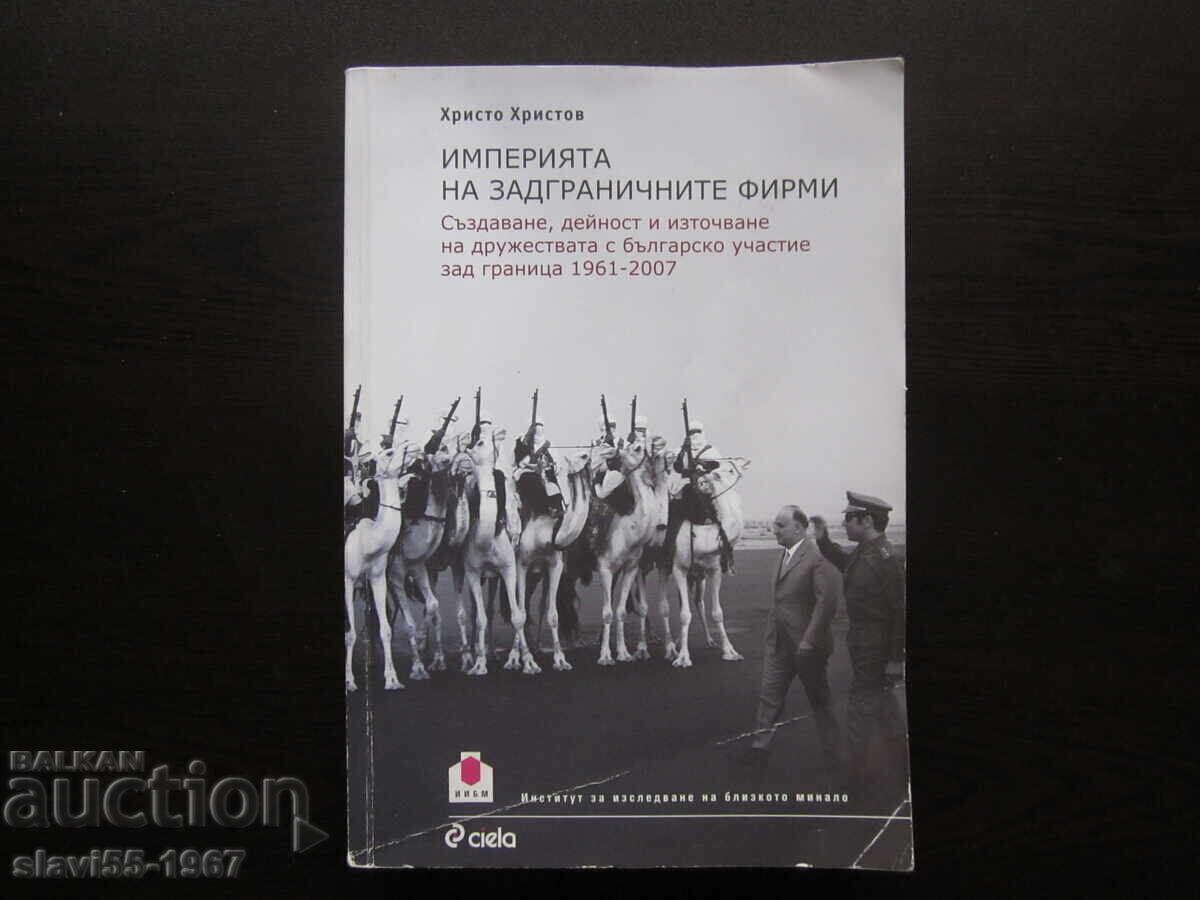 Христо Христов
ИМПЕРИЯТА
НА ЗАДГРАНИЧНИТЕ ФИРМИ
Създаване, дейност и източване
на дружествата с българско участие
зад граница 1961-2007
ИИБМ
Институт за изследване на близкото минало
ciela
BALKAN
auction
slavi55-1967